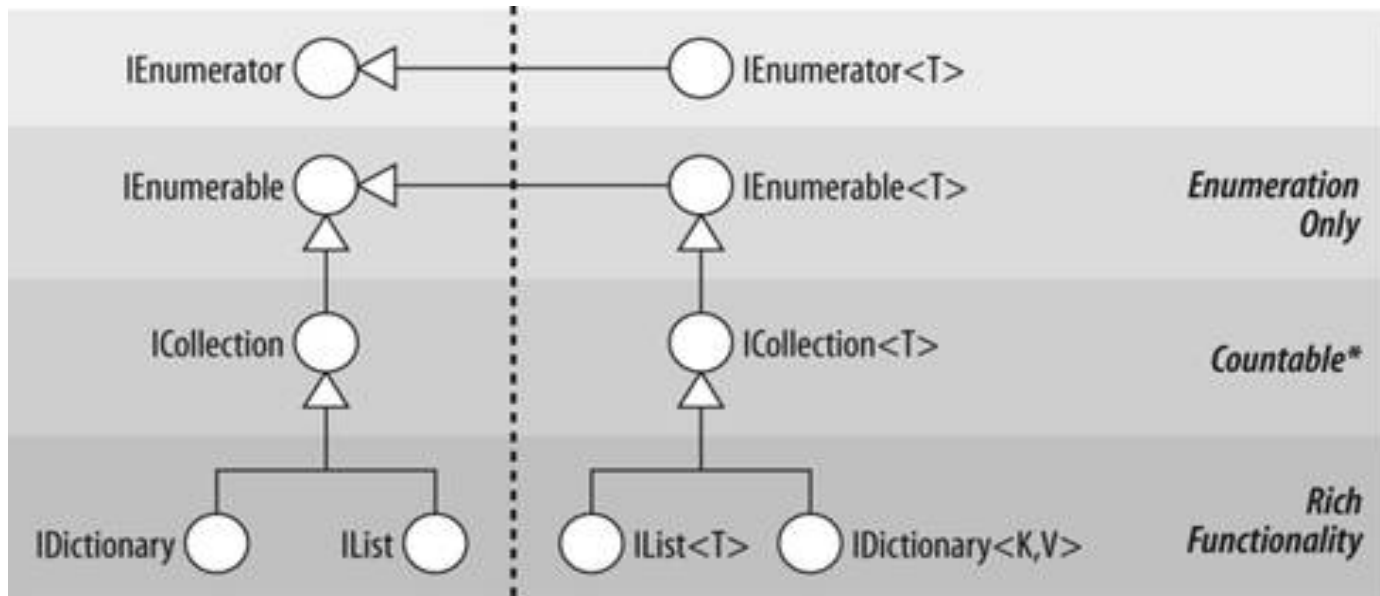 IEnumerator
IEnumerator<T>
IEnumerable
IEnumerable<T>
Enumeration
Only
ICollection
ICollection<T>
Countable*
IDictionary
IList
IList<T>
IDictionary<K,V>
Rich
Functionality